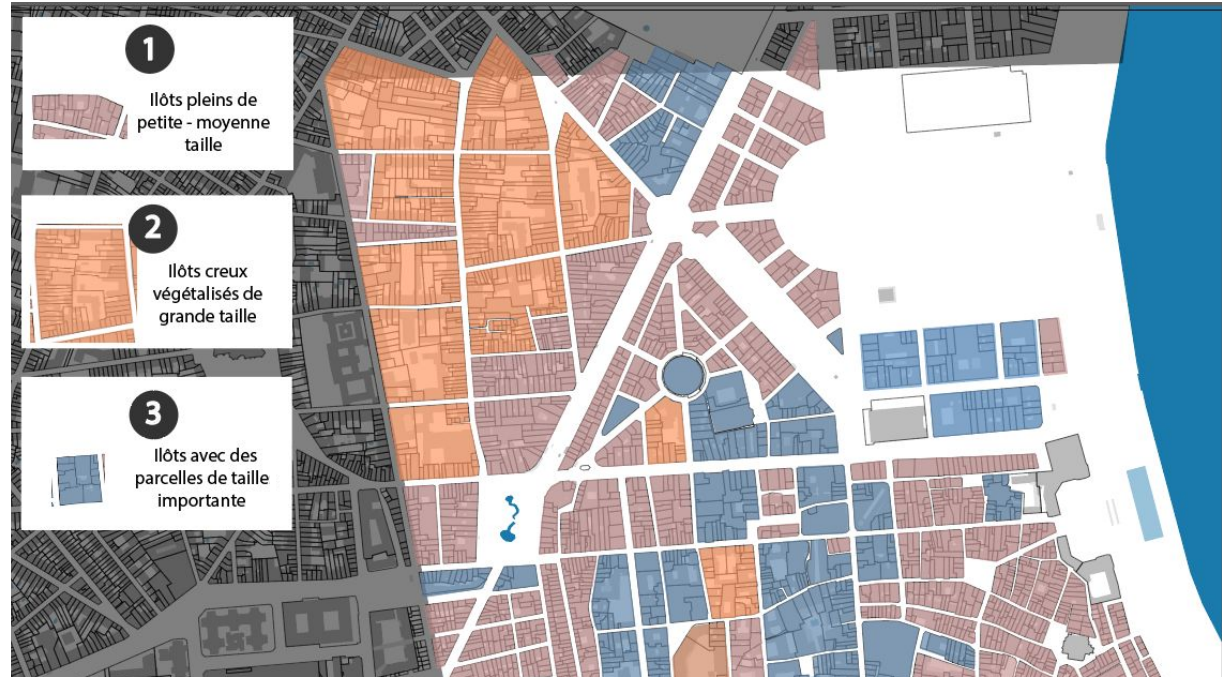 1
Ilôts pleins de
petite - moyenne
taille
2
Ilôts creux
végétalisés de
grande taille
3
Ilôts avec des
parcelles de taille
importante